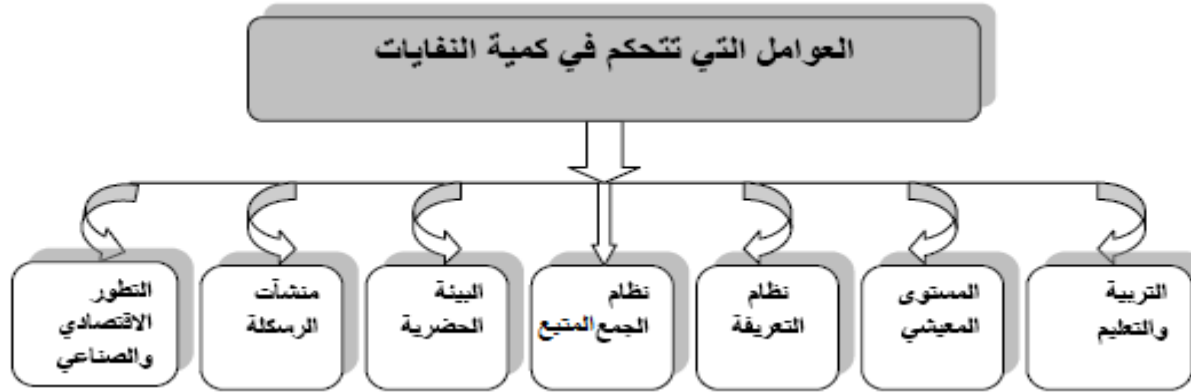 العوامل التي تتحكم في كمية النفايات
التربية
والتعليم
المستوى
المعيشي
نظام
التعريفة
نظام
الجمع المتبع
البيئة
الحضرية
منشآت
الرسكلة
التطور
الاقتصادي
والصناعي